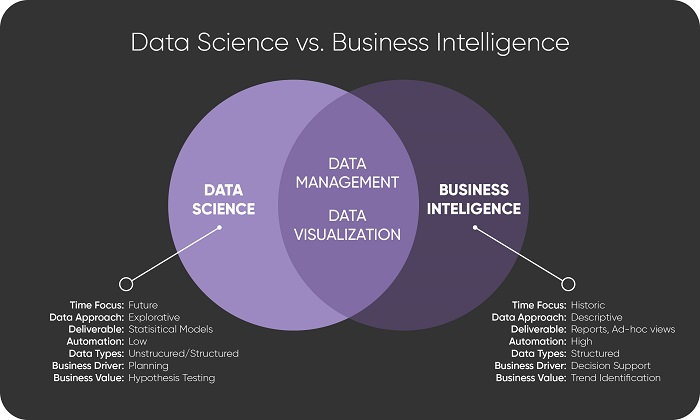 Data Science vs. Business Intelligence
DATA
MANAGEMENT
DATA
VISUALIZATION
DATA
SCIENCE
BUSINESS
INTELIGENCE
Time Focus: Future
Data Approach: Explorative
Deliverable: Statisitical Models
Automation: Low
Data Types: Unstrucured/Structured
Business Driver: Planning
Business Value: Hypothesis Testing
Time Focus: Historic
Data Approach: Descriptive
Deliverable: Reports, Ad-hoc views
Automation: High
Data Types: Structured
Business Driver: Decision Support
Business Value: Trend Identification